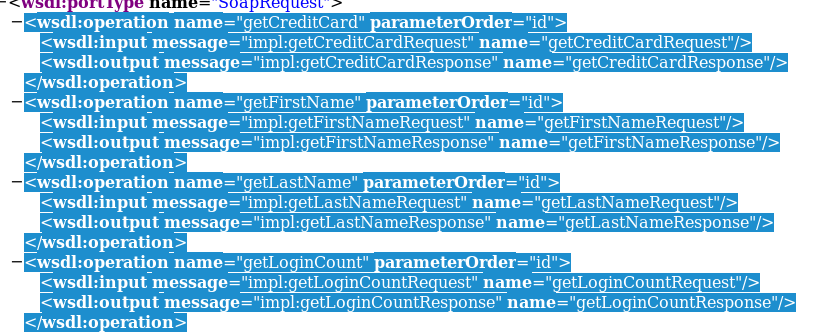 −<wsdl:portType name="SoapRequest">
−<wsdl:operation name="getCreditCard" parameterOrder="id">
<wsdl:input message="impl:getCreditCardRequest" name="getCreditCardRequest"/>
<wsdl:output message="impl:getCreditCardResponse" name="getCreditCardResponse"/>
</wsdl:operation>
−<wsdl:operation name="getFirstName" parameterOrder="id">
<wsdl:input message="impl:getFirstNameRequest" name="getFirstNameRequest"/>
<wsdl:output message="impl:getFirstNameResponse" name="getFirstNameResponse"/>
</wsdl:operation>
−<wsdl:operation name="getLastName" parameterOrder="id">
<wsdl:input message="impl:getLastNameRequest" name="getLastNameRequest"/>
<wsdl:output message="impl:getLastNameResponse" name="getLastNameResponse"/>
</wsdl:operation>
−<wsdl:operation name="getLoginCount" parameterOrder="id">
<wsdl:input message="impl:getLoginCountRequest" name="getLoginCountRequest"/>
<wsdl:output message="impl:getLoginCountResponse" name="getLoginCountResponse"/>
</wsdl:operation>